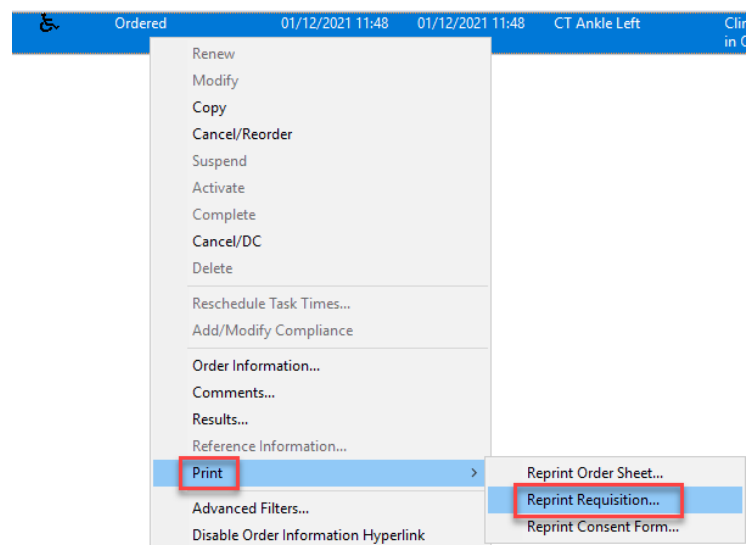 Ordered 01/12/2021 11:48 01/12/2021 11:48 CT Ankle Left
Renew
Modify
Copy
Cancel/Reorder
Suspend
Activate
Complete
Cancel/DC
Delete
Reschedule Task Times...
Add/Modify Compliance
Order Information...
Comments...
Results...
Reference Information...
Print
Reprint Order Sheet...
Reprint Requisition...
Reprint Consent Form...
Advanced Filters...
Disable Order Information Hyperlink